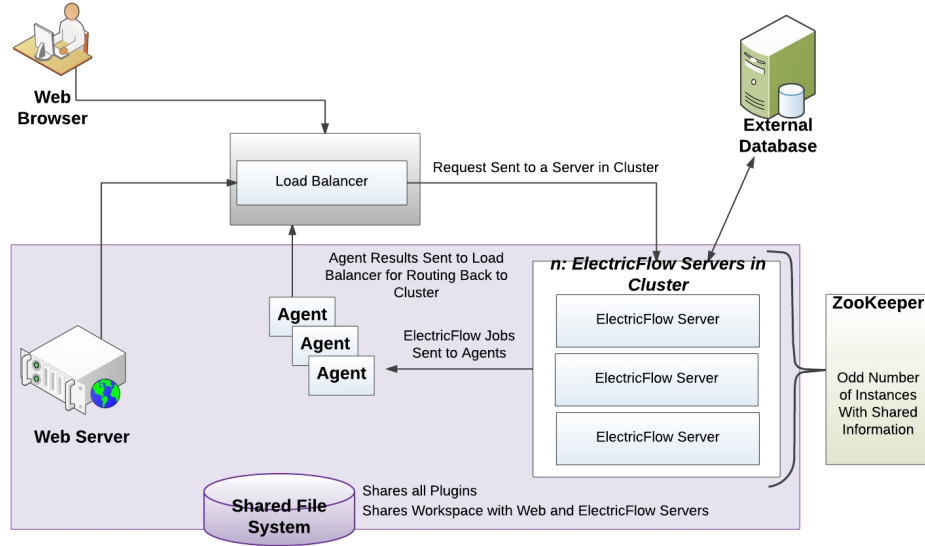 Web
Browser
External
Database
Load Balancer
Request Sent to a Server in Cluster
Agent Results Sent to Load
Balancer for Routing Back to
Cluster
n: ElectricFlow Servers in
Cluster
ElectricFlow Server
ElectricFlow Server
ElectricFlow Server
ZooKeeper
Odd Number
of Instances
With Shared
Information
Agent
Agent
Agent
ElectricFlow Jobs
Sent to Agents
Web Server
Shared File
System
Shares all Plugins
Shares Workspace with Web and ElectricFlow Servers